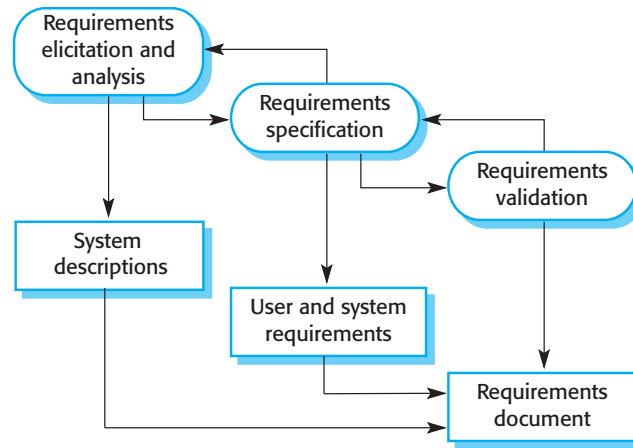 Requirements
elicitation and
analysis
Requirements
specification
Requirements
validation
System
descriptions
User and system
requirements
Requirements
document